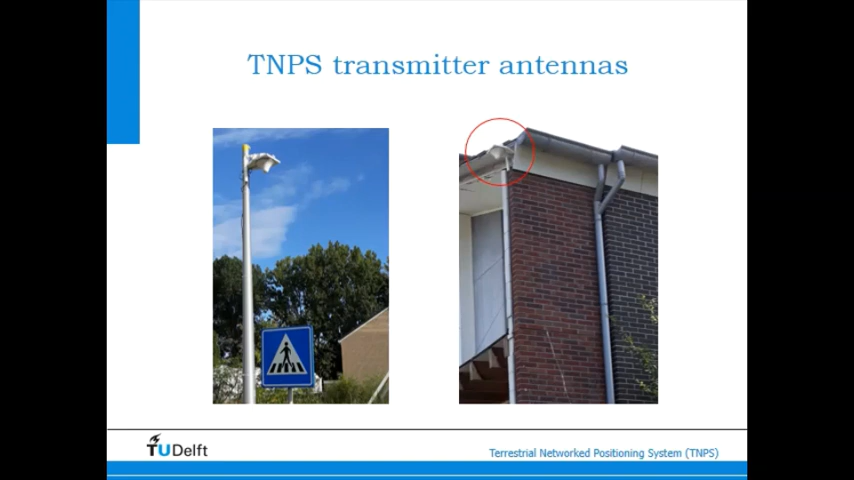 TNPS transmitter antennas
TUDelft
Terrestrial Networked Positioning System (TNPS)